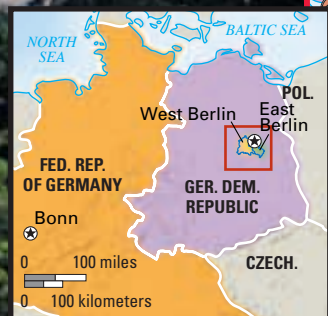 NORTH
SEA
BALTIC SEA
POL.
West Berlin
East
Berlin
FED. REP.
OF GERMANY
GER. DEM.
REPUBLIC
Bonn
CZECH.
0 100 miles
0 100 kilometers